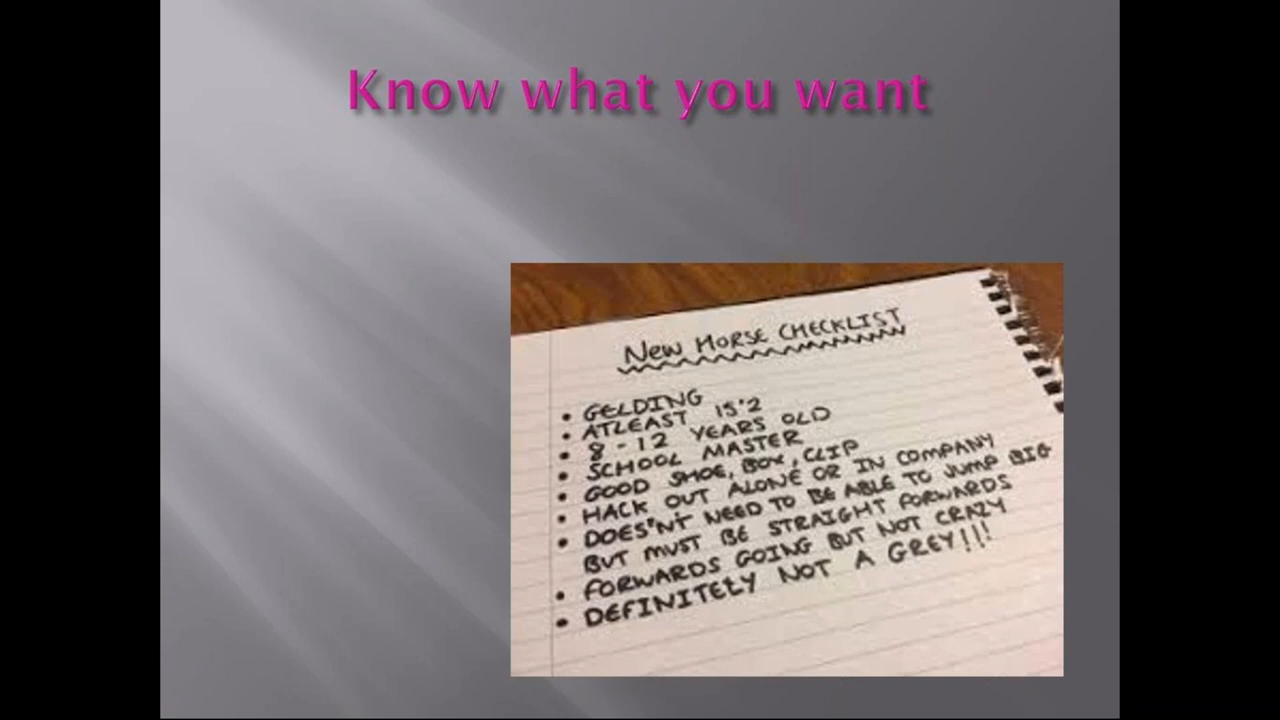 Know what you want
NEW HORSE CHECKLIST
• GELDING
• ATLEAST 15'2
• 8 - 12 YEARS OLD
• SCHOOL MASTER
• GOOD SHOE, BOX, CLIP
• HACK OUT ALONE OR IN COMPANY
• DOESN'T NEED TO BE ABLE TO JUMP BIG
BUT MUST BE STRAIGHT FORWARDS
• FORWARDS GOING BUT NOT CRAZY
• DEFINITELY NOT A GREY!!!